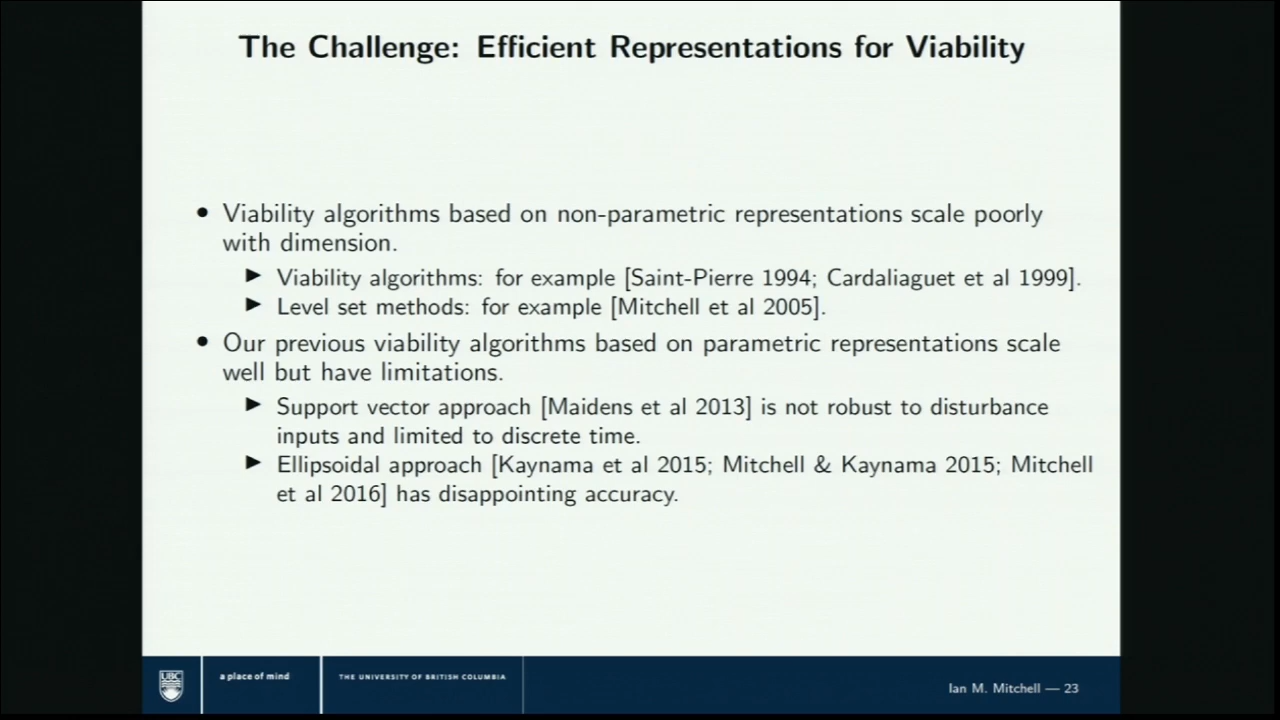 The Challenge: Efficient Representations for Viability
• Viability algorithms based on non-parametric representations scale poorly
with dimension.
▶ Viability algorithms: for example [Saint-Pierre 1994; Cardaliaguet et al 1999].
▶ Level set methods: for example [Mitchell et al 2005].
• Our previous viability algorithms based on parametric representations scale
well but have limitations.
▶ Support vector approach [Maidens et al 2013] is not robust to disturbance
inputs and limited to discrete time.
▶ Ellipsoidal approach [Kaynama et al 2015; Mitchell & Kaynama 2015; Mitchell
et al 2016] has disappointing accuracy.
UBC
a place of mind
THE UNIVERSITY OF BRITISH COLUMBIA
Ian M. Mitchell — 23